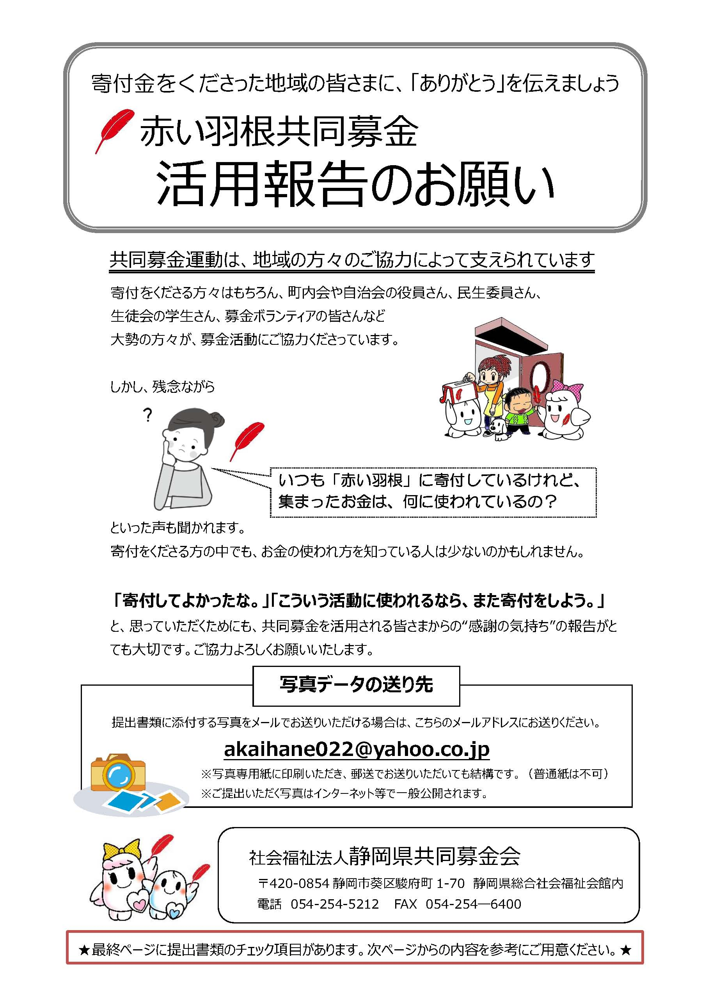 寄付金をくださった地域の皆さまに、「ありがとう」を伝えましょう
赤い羽根共同募金
活用報告のお願い
共同募金運動は、地域の方々のご協力によって支えられています
寄付をくださる方々はもちろん、町内会や自治会の役員さん、民生委員さん、
生徒会の学生さん、募金ボランティアの皆さんなど
大勢の方々が、募金活動にご協力くださっています。
しかし、残念ながら
?
いつも「赤い羽根」に寄付しているけれど、
集まったお金は、何に使われているの？
といった声も聞かれます。
寄付をくださる方の中でも、お金の使われ方を知っている人は少ないのかもしれません。
「寄付してよかったな。」「こういう活動に使われるなら、また寄付をしよう。」
と、思っていただくためにも、共同募金を活用される皆さまからの“感謝の気持ち”の報告がと
ても大切です。ご協力よろしくお願いいたします。
写真データの送り先
提出書類に添付する写真をメールでお送りいただける場合は、こちらのメールアドレスにお送りください。
akaihane022@yahoo.co.jp
※写真専用紙に印刷いただき、郵送でお送りいただいても結構です。（普通紙は不可）
※ご提出いただく写真はインターネット等で一般公開されます。
社会福祉法人静岡県共同募金会
〒420-0854 静岡市葵区駿府町 1-70　静岡県総合社会福祉会館内
電話　054-254-5212　FAX　054-254―6400
★最終ページに提出書類のチェック項目があります。次ページからの内容を参考にご用意ください。★